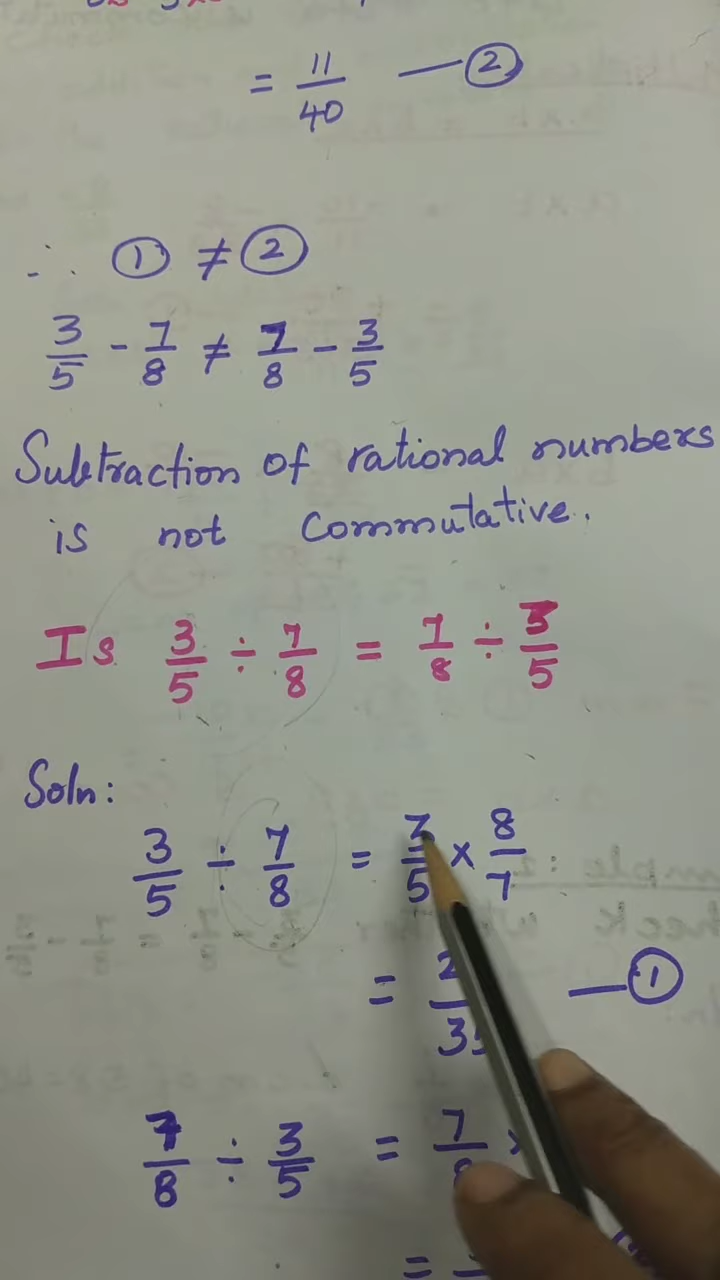 = 11/40 — ②
∴ ① ≠ ②
3/5 - 7/8 ≠ 7/8 - 3/5
Subtraction of rational numbers
is not commutative.
Is 3/5 ÷ 7/8 = 7/8 ÷ 3/5
Soln:
3/5 ÷ 7/8 = 3/5 × 8/7
= — ①
7/8 ÷ 3/5 = 7/
=